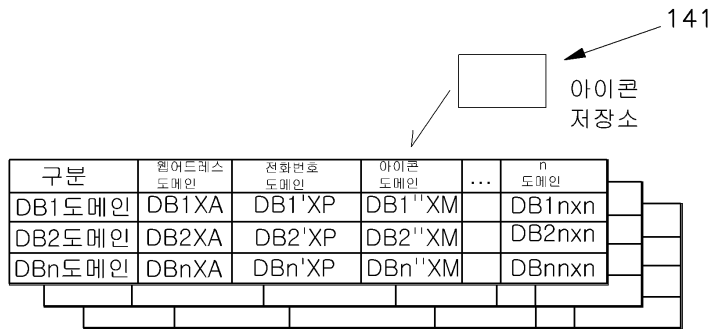 141
아이콘
저장소
구분 웹어드레스 도메인 전화번호 도메인 아이콘 도메인 ... n 도메인
DB1도메인 DB1XA DB1'XP DB1''XM DB1nxn
DB2도메인 DB2XA DB2'XP DB2''XM DB2nxn
DBn도메인 DBnXA DBn'XP DBn''XM DBnnxn